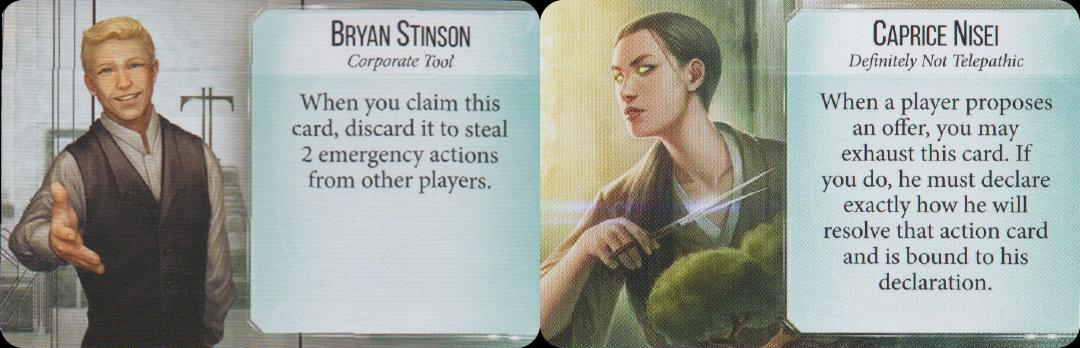 Bryan Stinson
Corporate Tool
When you claim this
card, discard it to steal
2 emergency actions
from other players.
Caprice Nisei
Definitely Not Telepathic
When a player proposes
an offer, you may
exhaust this card. If
you do, he must declare
exactly how he will
resolve that action card
and is bound to his
declaration.